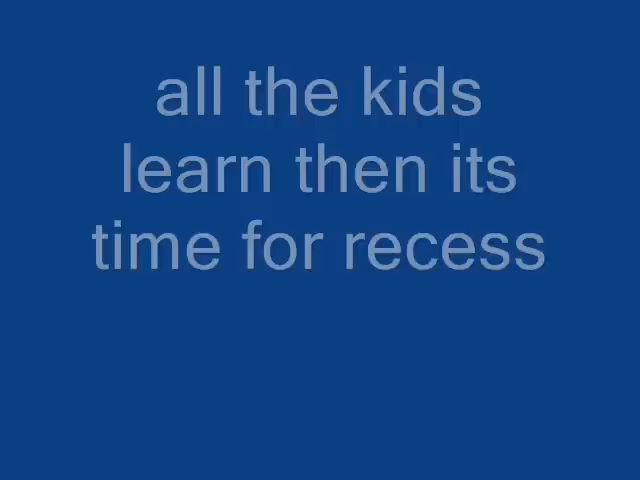 all the kids
learn then its
time for recess